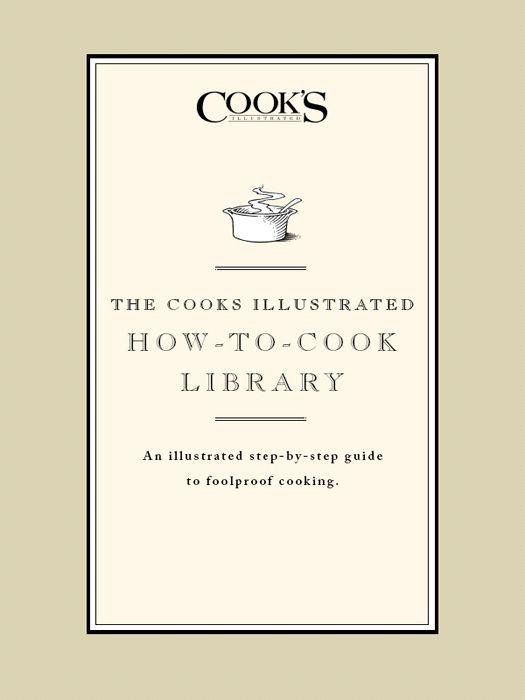 COOK'S
ILLUSTRATED
THE COOKS ILLUSTRATED
HOW-TO-COOK
LIBRARY
An illustrated step-by-step guide
to foolproof cooking.